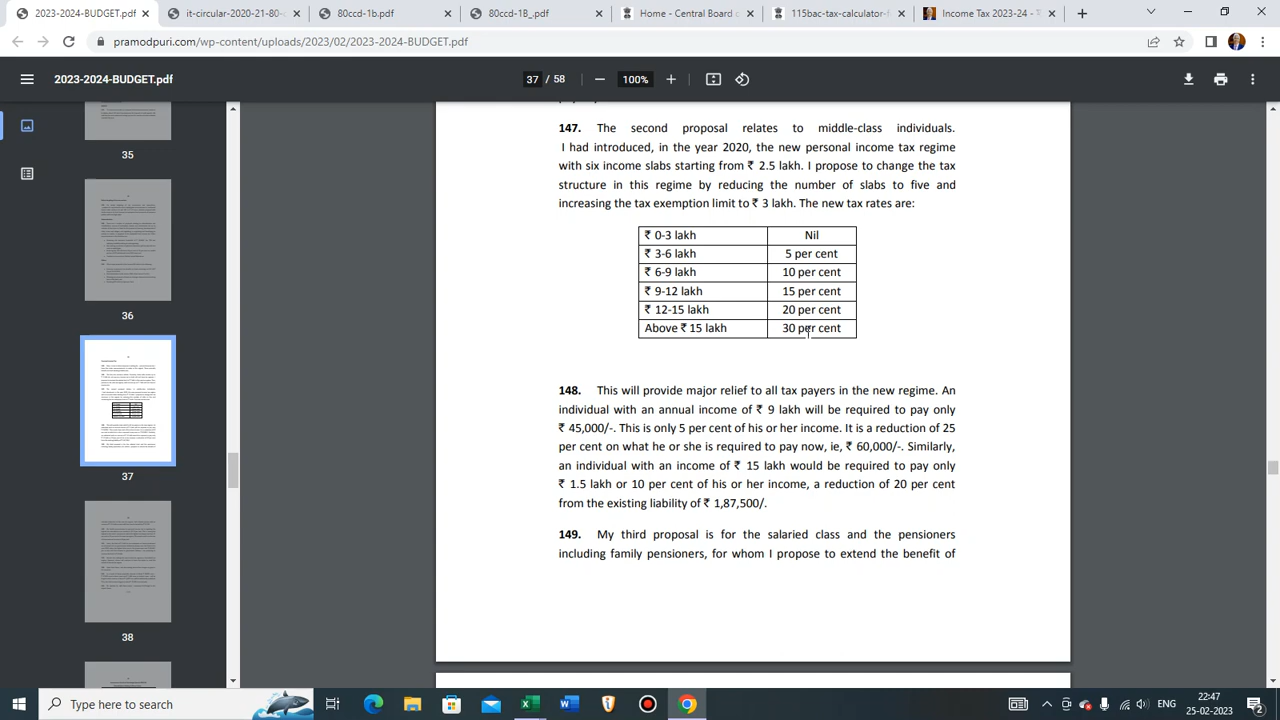 2023-2024-BUDGET.pdf
it-circular-2020-21-80-c
80ccd-1b.pdf
80ccd-1B_.pdf
Home - Central Board c
115bac-tax-calculator-f
Income Tax 2023-24 - ₹
pramodpuri.com/wp-content/uploads/2023/02/2023-2024-BUDGET.pdf
2023-2024-BUDGET.pdf
37 / 58
100%
35
36
37
38
147. The second proposal relates to middle-class individuals.
I had introduced, in the year 2020, the new personal income tax regime
with six income slabs starting from ₹ 2.5 lakh. I propose to change the tax
structure in this regime by reducing the number of slabs to five and
increasing the tax exemption limit to ₹ 3 lakh. The new tax rates are:
₹ 0-3 lakh Nil
₹ 3-6 lakh 5 per cent
₹ 6-9 lakh 10 per cent
₹ 9-12 lakh 15 per cent
₹ 12-15 lakh 20 per cent
Above ₹ 15 lakh 30 per cent
148. This will provide major relief to all tax payers in the new regime. An
individual with an annual income of ₹ 9 lakh will be required to pay only
₹ 45,000/-. This is only 5 per cent of his or her income. It is a reduction of 25
per cent on what he or she is required to pay now, ie, ₹ 60,000/-. Similarly,
an individual with an income of ₹ 15 lakh would be required to pay only
₹ 1.5 lakh or 10 per cent of his or her income, a reduction of 20 per cent
from the existing liability of ₹ 1,87,500/.
149. My third proposal is for the salaried class and the pensioners
including family pensioners, for whom I propose to extend the benefit of
Type here to search
ENG
22:47
25-02-2023
2